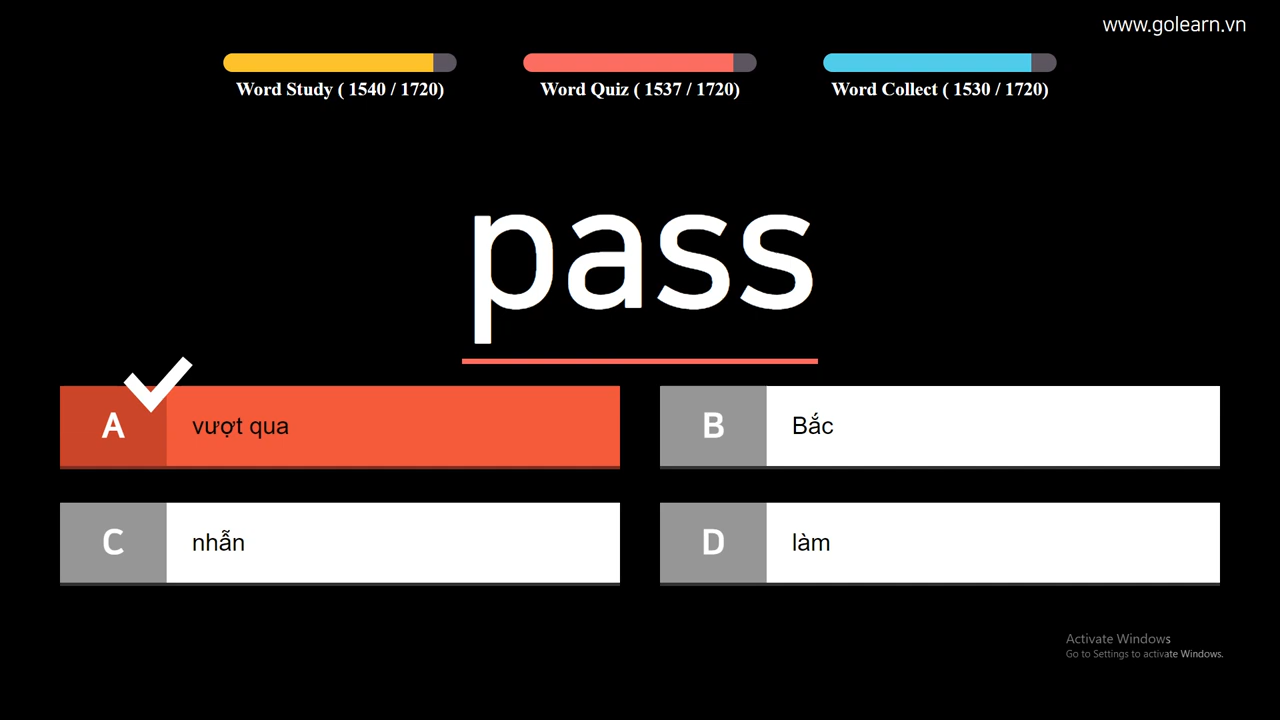 www.golearn.vn
Word Study ( 1540 / 1720)
Word Quiz ( 1537 / 1720)
Word Collect ( 1530 / 1720)
pass
A vượt qua
B Bắc
C nhẫn
D làm
Activate Windows
Go to Settings to activate Windows.